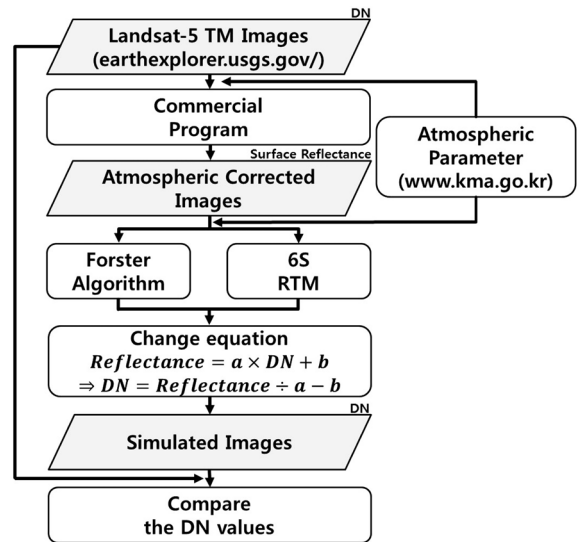 DN
Landsat-5 TM Images
(earthexplorer.usgs.gov/)
Commercial
Program
Atmospheric
Parameter
(www.kma.go.kr)
Surface Reflectance
Atmospheric Corrected
Images
Forster
Algorithm
6S
RTM
Change equation
Reflectance = a × DN + b
⇒ DN = Reflectance ÷ a − b
DN
Simulated Images
Compare
the DN values